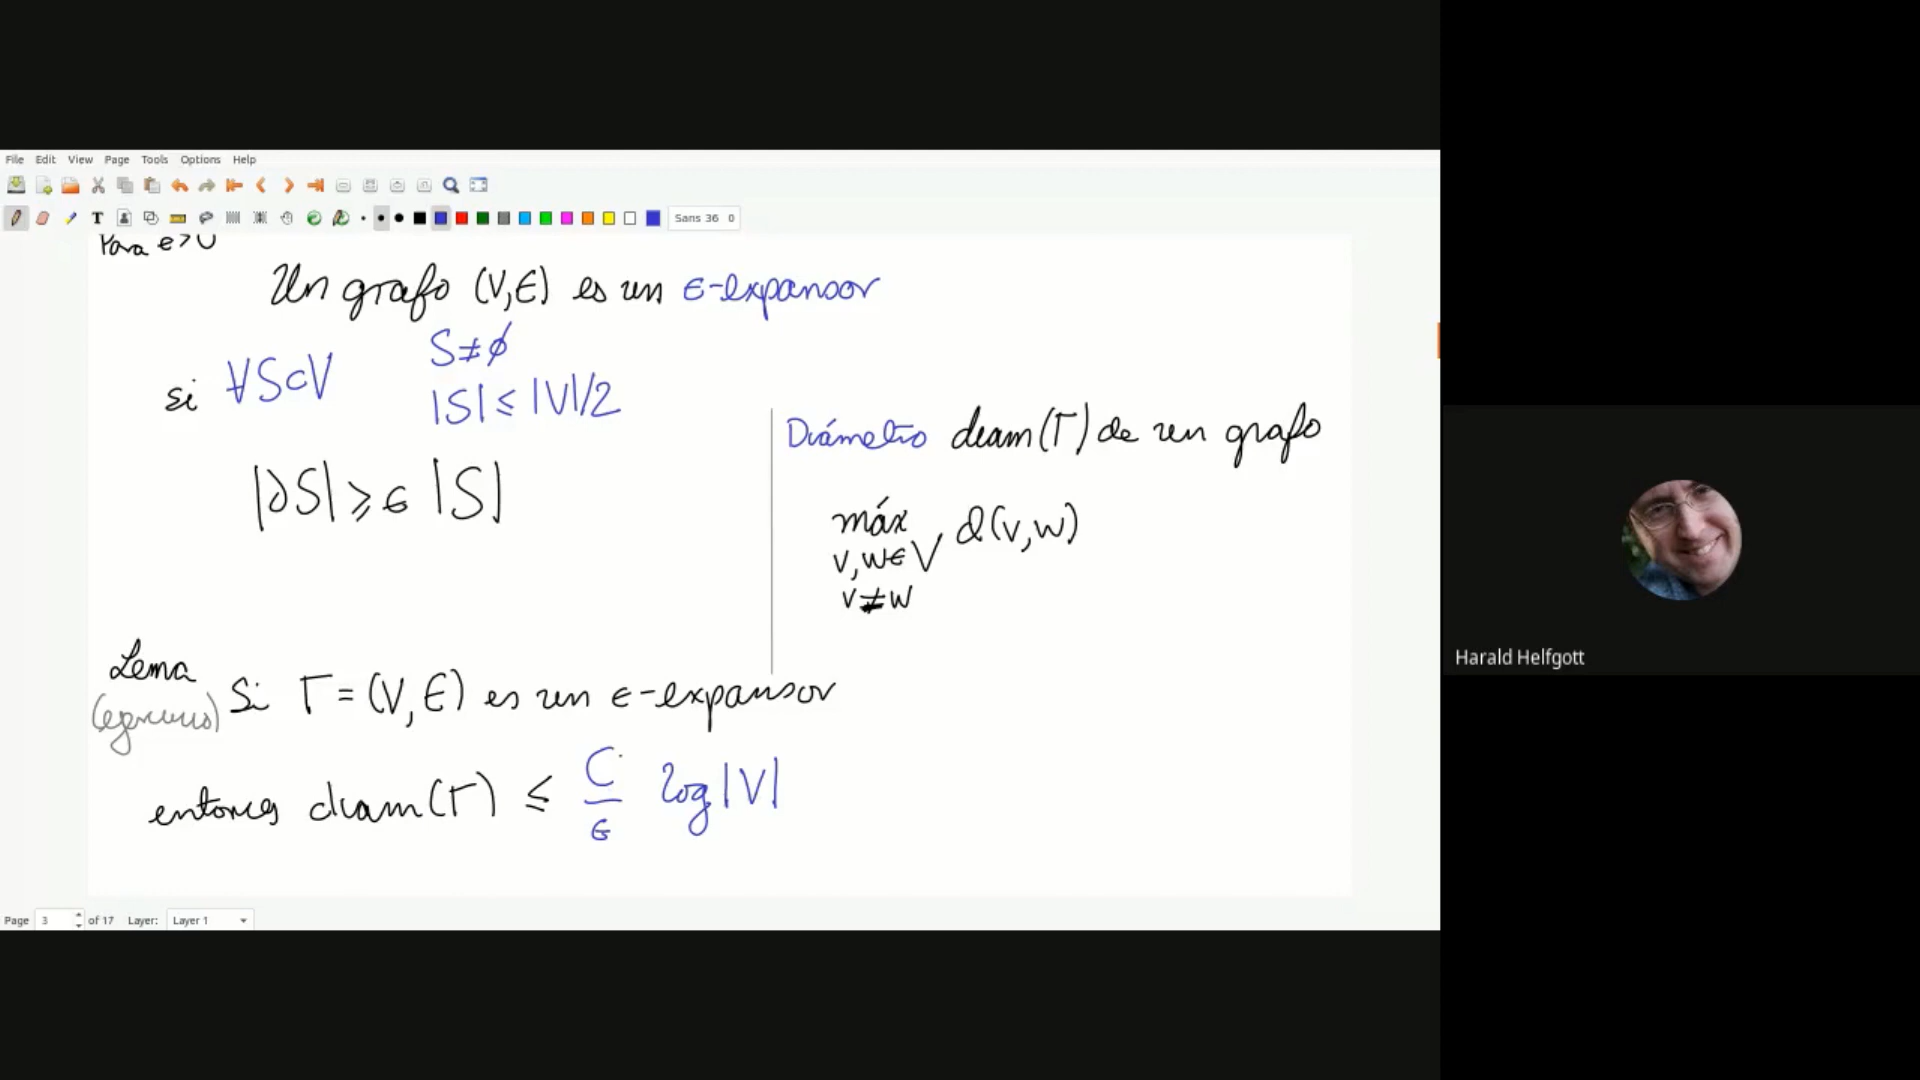 File Edit View Page Tools Options Help
Sans 36 0
Para ϵ>0
Un grafo (V,E) es un ϵ-expansor
si ∀S⊂V S≠∅
|S| ≤ |V|/2
|∂S| ≥ ϵ |S|
Diámetro diam(Γ) de un grafo
máx d(v,w)
v,w∈V
v≠w
Lema
(ejercicio) Si Γ=(V,E) es un ϵ-expansor
entonces diam(Γ) ≤ C/ϵ log|V|
Harald Helfgott
Page 3 of 17 Layer: Layer 1